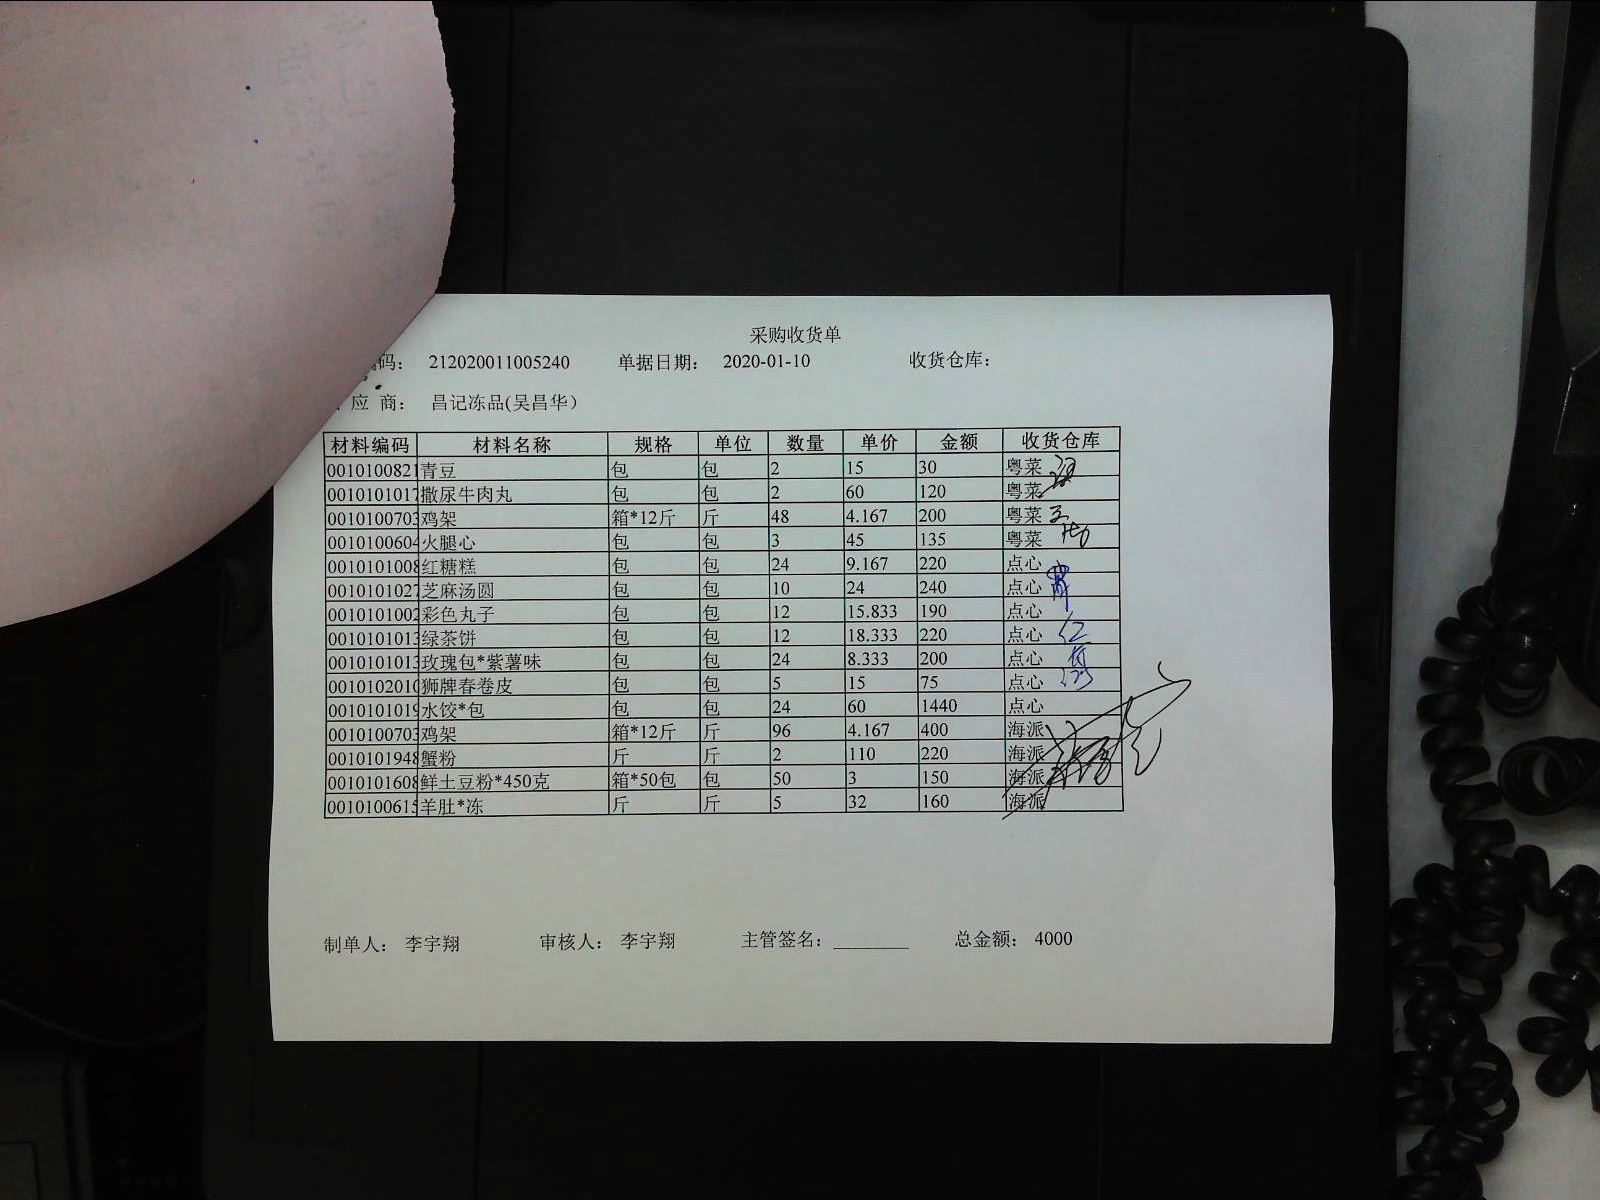 采购收货单
码： 212020011005240 单据日期： 2020-01-10 收货仓库：
应 商： 昌记冻品(吴昌华）
材料编码 材料名称 规格 单位 数量 单价 金额 收货仓库
0010100821 青豆 包 包 2 15 30 粤菜
0010101017 撒尿牛肉丸 包 包 2 60 120 粤菜
0010100703 鸡架 箱*12斤 斤 48 4.167 200 粤菜
0010100604 火腿心 包 包 3 45 135 粤菜
0010101008 红糖糕 包 包 24 9.167 220 点心
0010101027 芝麻汤圆 包 包 10 24 240 点心
0010101002 彩色丸子 包 包 12 15.833 190 点心
0010101013 绿茶饼 包 包 12 18.333 220 点心
0010101013 玫瑰包*紫薯味 包 包 24 8.333 200 点心
0010102010 狮牌春卷皮 包 包 5 15 75 点心
0010101019 水饺*包 包 包 24 60 1440 点心
0010100703 鸡架 箱*12斤 斤 96 4.167 400 海派
0010101948 蟹粉 斤 斤 2 110 220 海派
0010101608 鲜土豆粉*450克 箱*50包 包 50 3 150 海派
0010100615 羊肚*冻 斤 斤 5 32 160 海派
制单人： 李宇翔 审核人： 李宇翔 主管签名： 总金额： 4000